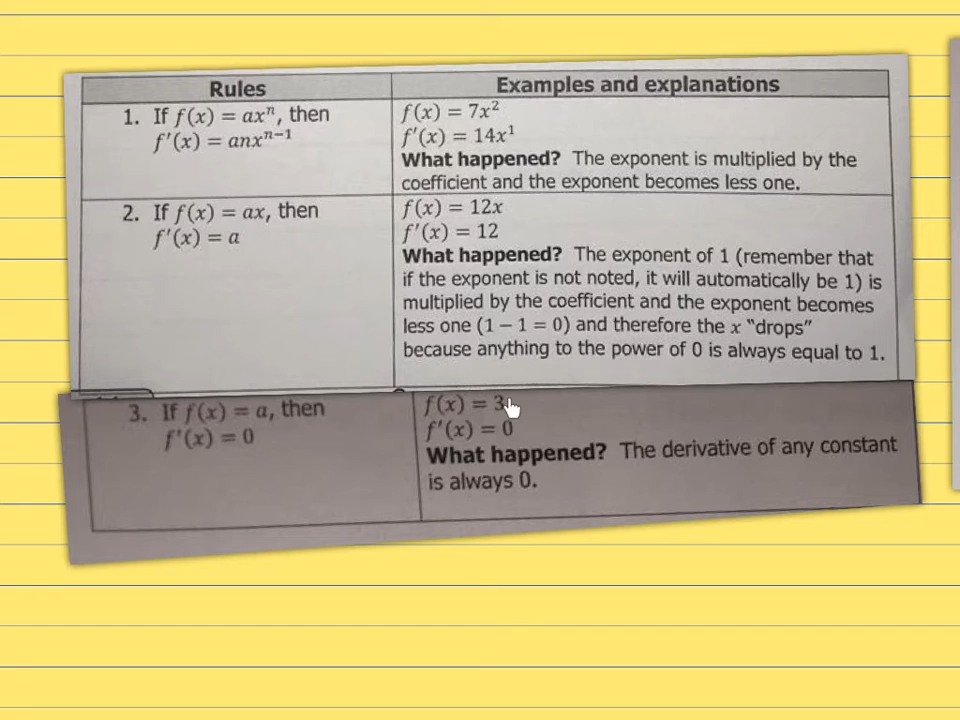 Rules
Examples and explanations
1. If f(x) = axⁿ, then
f'(x) = anxⁿ⁻¹
f(x) = 7x²
f'(x) = 14x¹
What happened? The exponent is multiplied by the
coefficient and the exponent becomes less one.
2. If f(x) = ax, then
f'(x) = a
f(x) = 12x
f'(x) = 12
What happened? The exponent of 1 (remember that
if the exponent is not noted, it will automatically be 1) is
multiplied by the coefficient and the exponent becomes
less one (1 − 1 = 0) and therefore the x "drops"
because anything to the power of 0 is always equal to 1.
3. If f(x) = a, then
f'(x) = 0
f(x) = 3
f'(x) = 0
What happened? The derivative of any constant
is always 0.